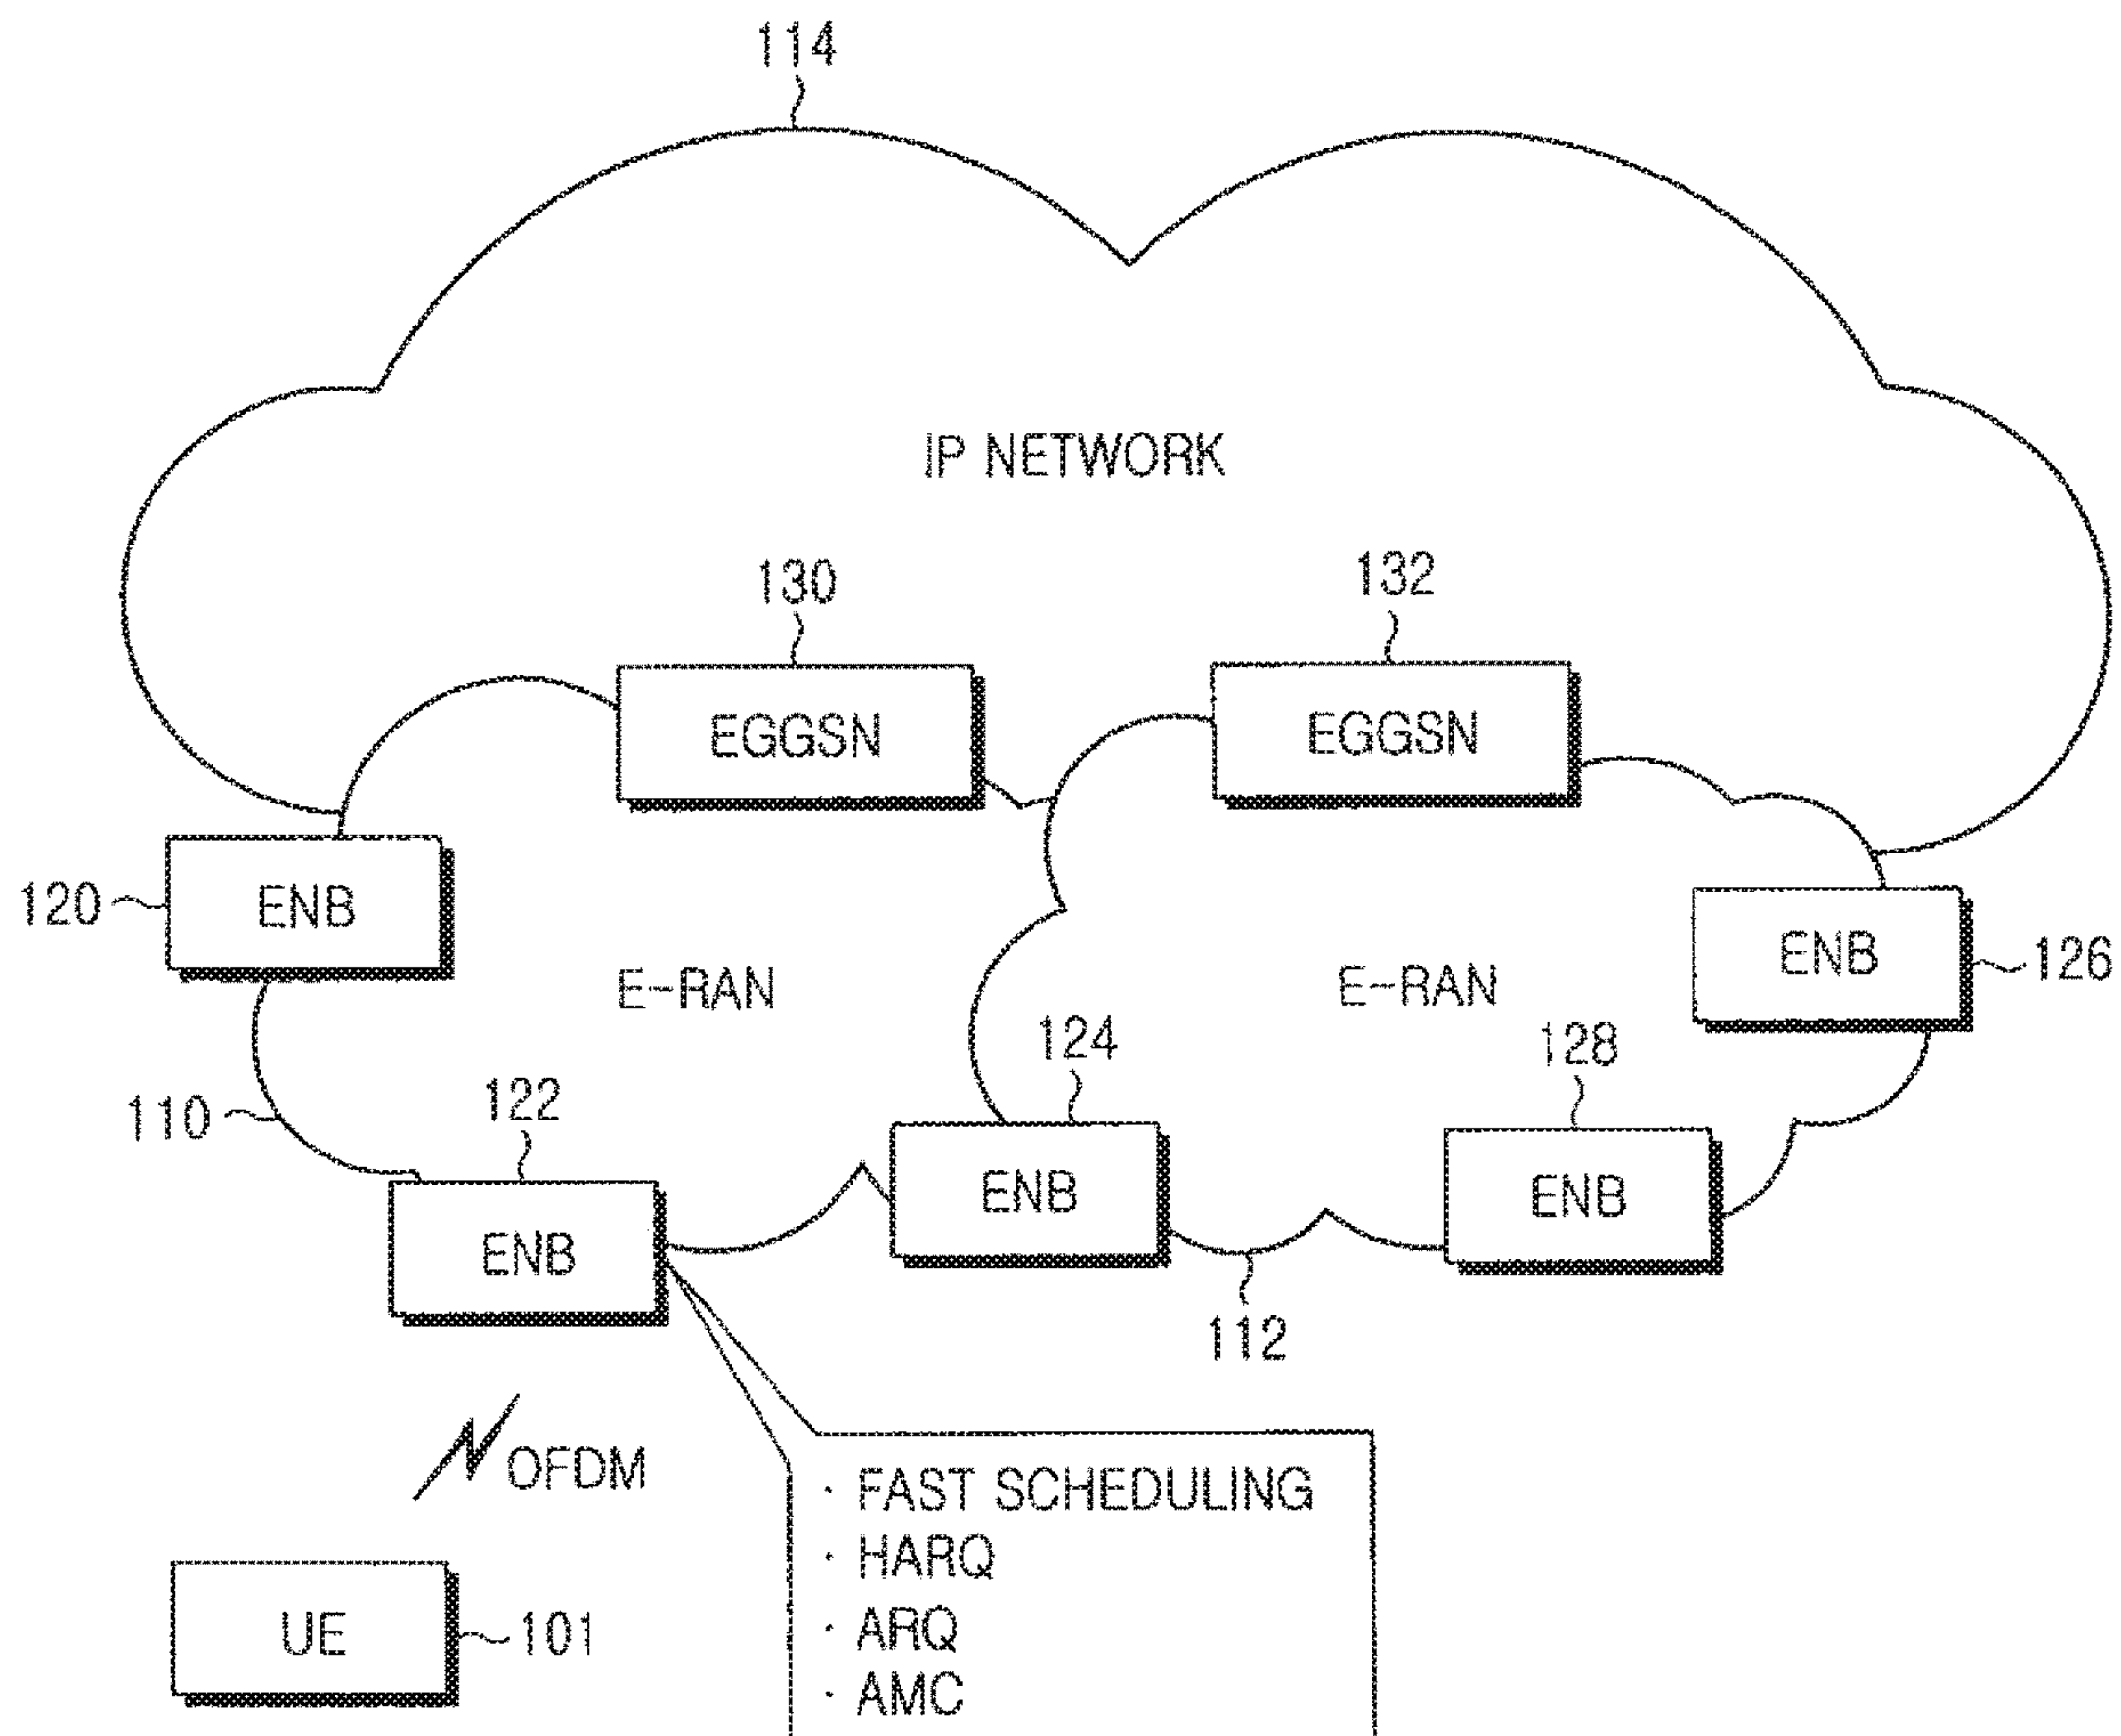 114
IP NETWORK
130
132
EGGSN
EGGSN
120
ENB
ENB
126
E-RAN
E-RAN
124
128
110
122
ENB
ENB
ENB
112
OFDM
· FAST SCHEDULING
· HARQ
· ARQ
· AMC
UE
101